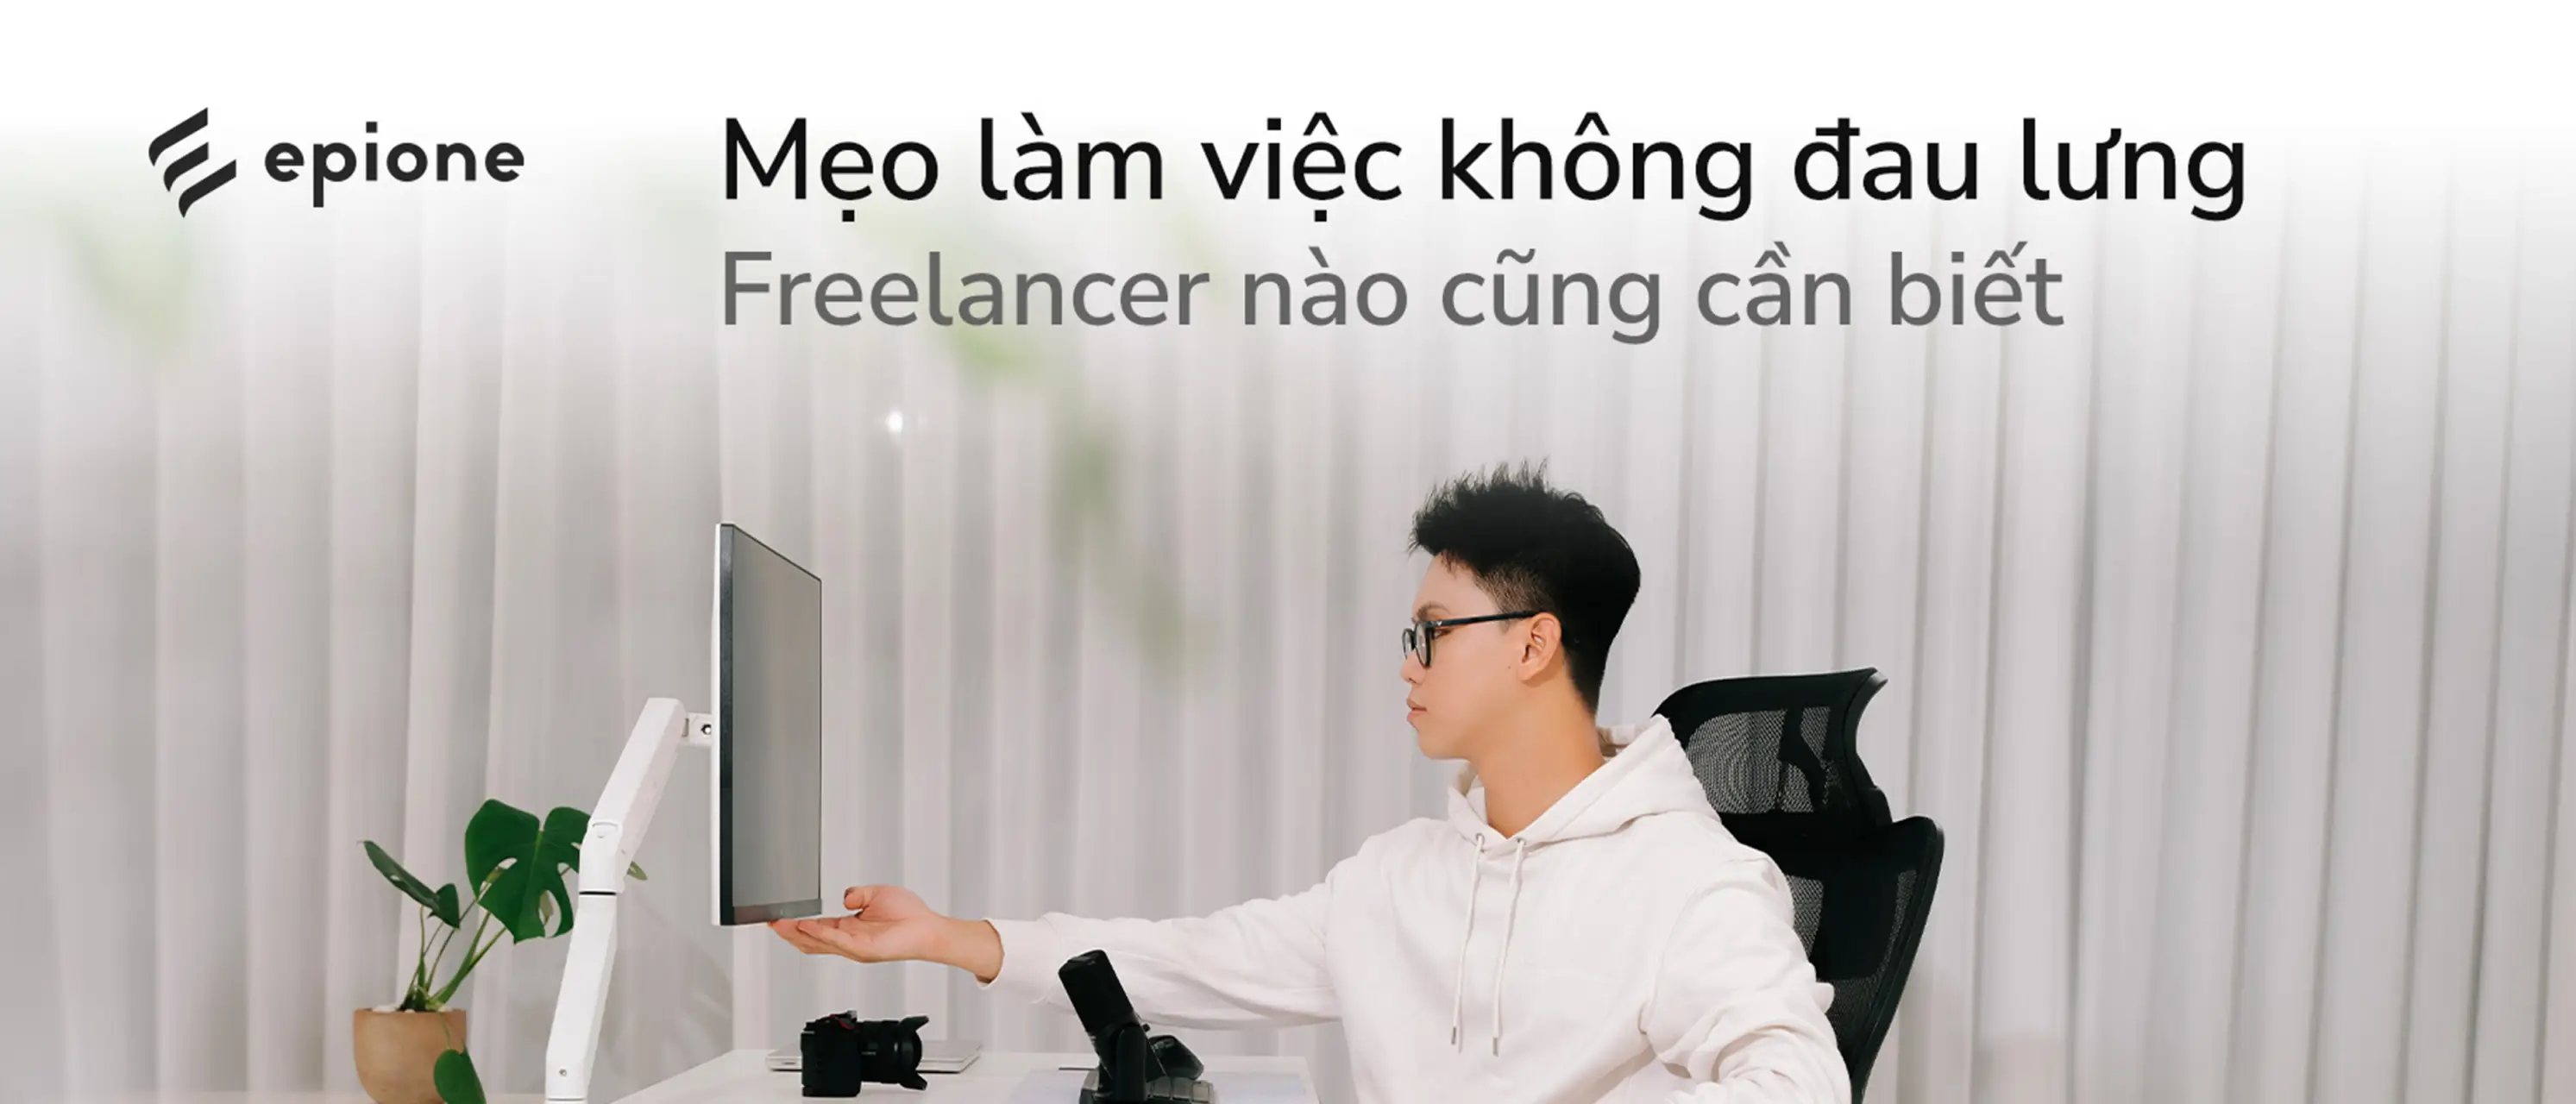 epione
Mẹo làm việc không đau lưng
Freelancer nào cũng cần biết